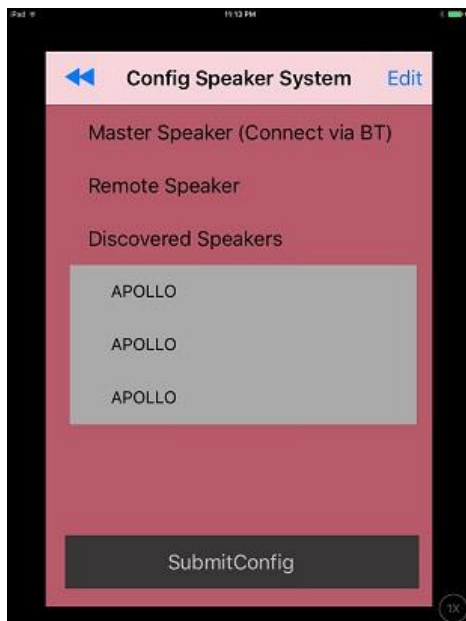 iPad
11:13 PM
Config Speaker System
Edit
Master Speaker (Connect via BT)
Remote Speaker
Discovered Speakers
APOLLO
APOLLO
APOLLO
SubmitConfig
1X